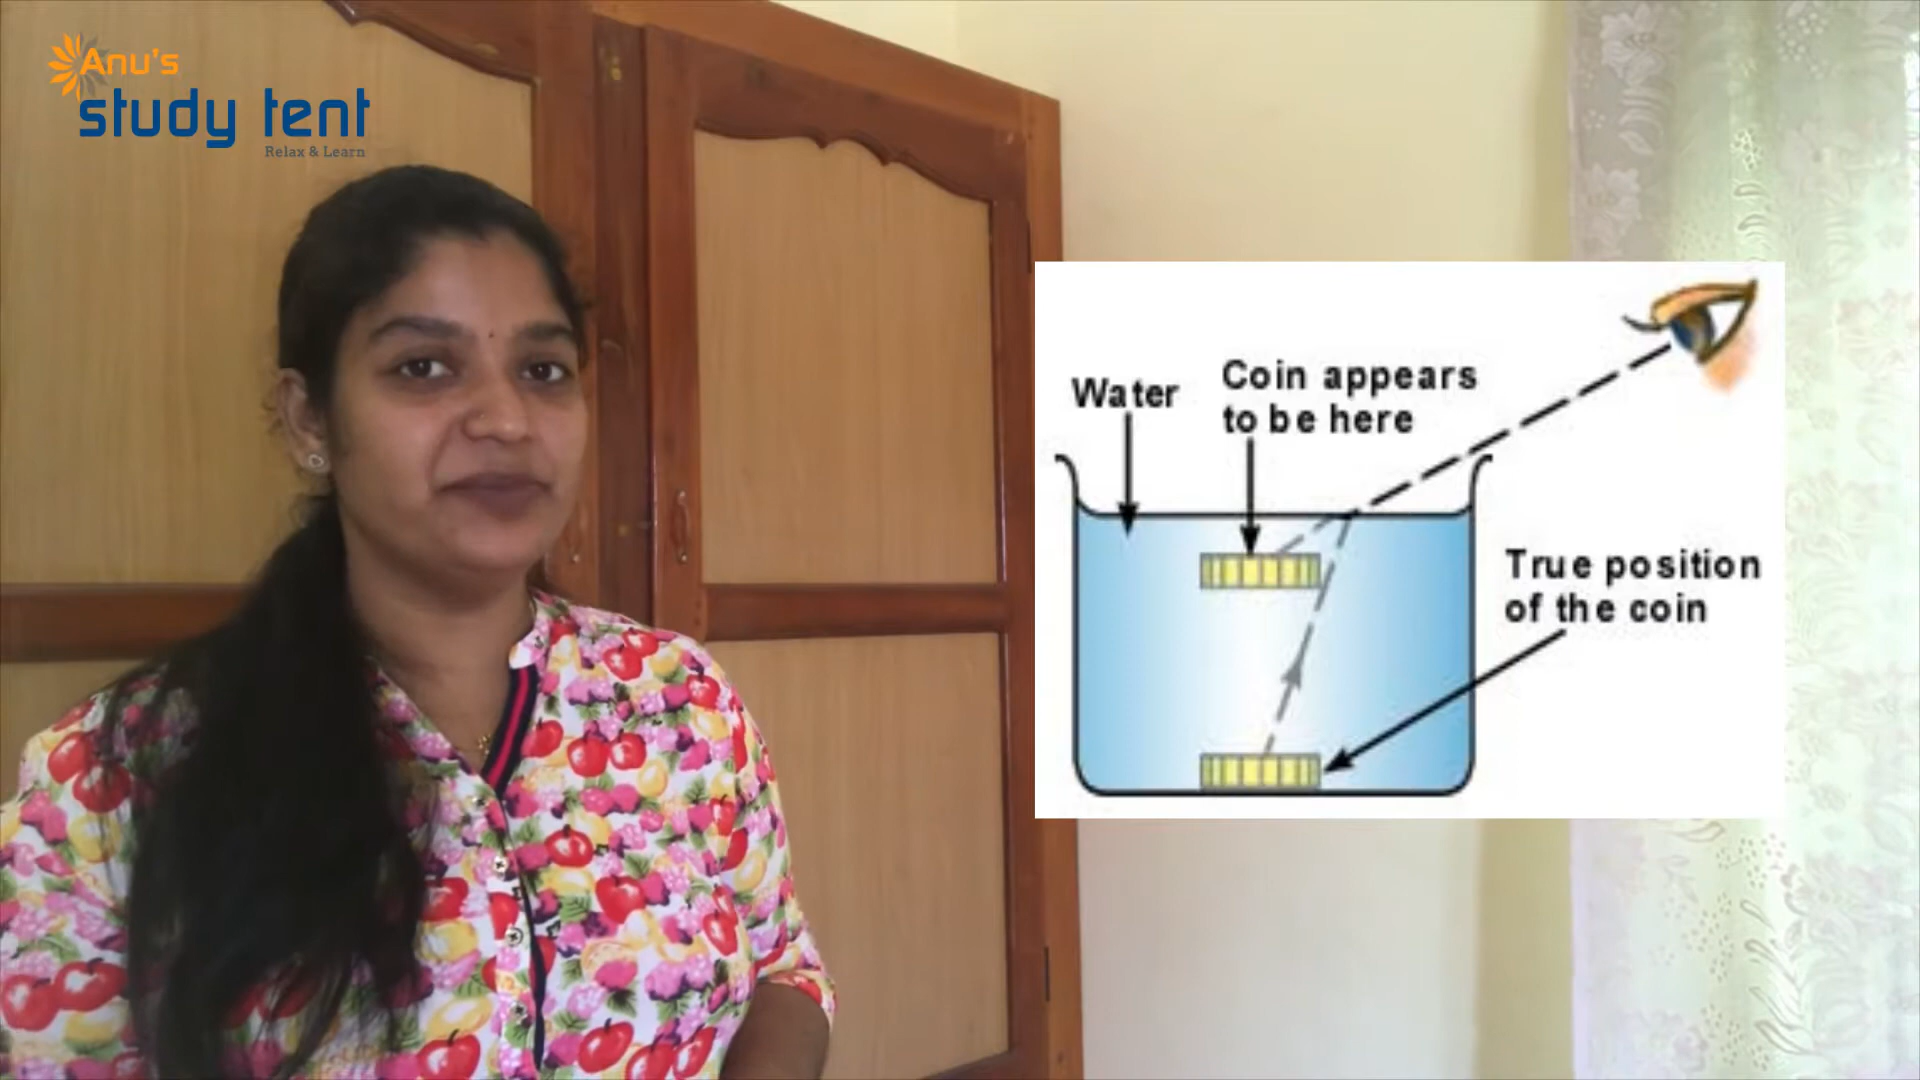 Anu's
study tent
Relax & Learn
Water
Coin appears
to be here
True position
of the coin